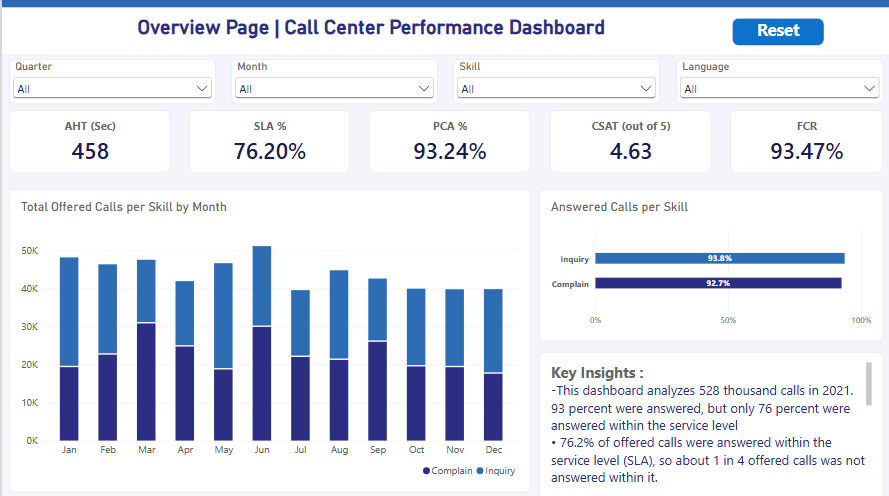 Overview Page | Call Center Performance Dashboard
Reset
Quarter
All
Month
All
Skill
All
Language
All
AHT (Sec)
458
SLA %
76.20%
PCA %
93.24%
CSAT (out of 5)
4.63
FCR
93.47%
Total Offered Calls per Skill by Month
50K
40K
30K
20K
10K
0K
Jan Feb Mar Apr May Jun Jul Aug Sep Oct Nov Dec
Complain Inquiry
Answered Calls per Skill
Inquiry 93.8%
Complain 92.7%
0% 50% 100%
Key Insights :
-This dashboard analyzes 528 thousand calls in 2021.
93 percent were answered, but only 76 percent were
answered within the service level
• 76.2% of offered calls were answered within the
service level (SLA), so about 1 in 4 offered calls was not
answered within it.